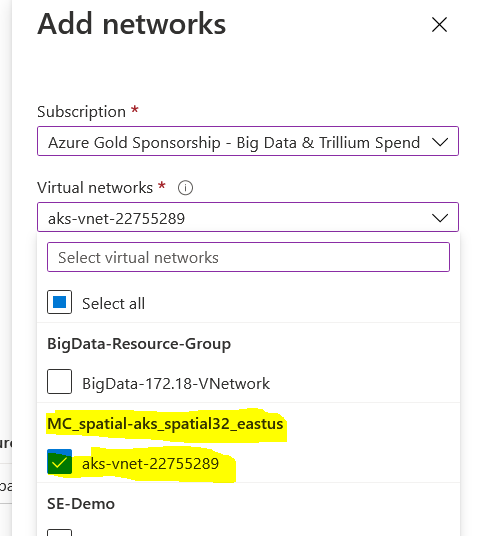 Add networks
Subscription *
Azure Gold Sponsorship - Big Data & Trillium Spend
Virtual networks *
aks-vnet-22755289
Select virtual networks
Select all
BigData-Resource-Group
BigData-172.18-VNetwork
MC_spatial-aks_spatial32_eastus
aks-vnet-22755289
SE-Demo